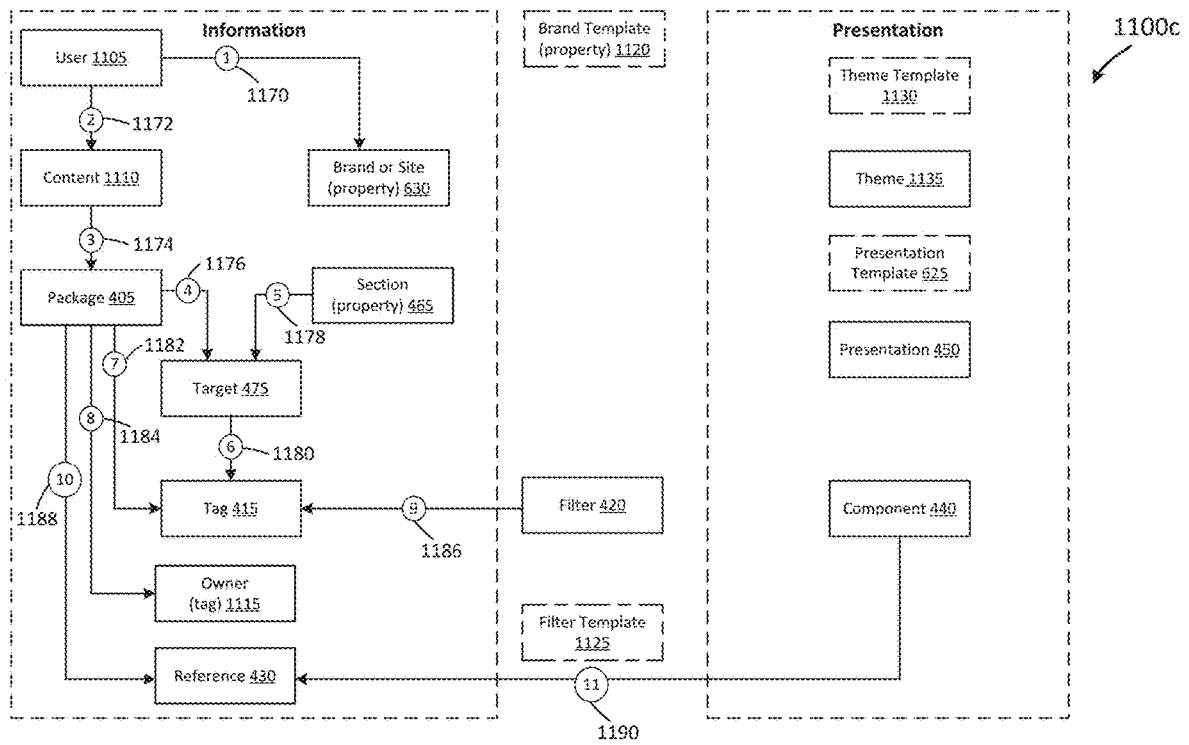 1100c
Information
Presentation
User 1105
1
1170
Brand Template
(property) 1120
Theme Template
1130
2
1172
Content 1110
Brand or Site
(property) 630
Theme 1135
3
1174
Presentation
Template 625
Package 405
4
1176
5
1178
Section
(property) 465
Presentation 450
7
1182
Target 475
8
1184
6
1180
10
1188
Tag 415
9
1186
Filter 420
Component 440
Owner
(tag) 1115
Filter Template
1125
Reference 430
11
1190